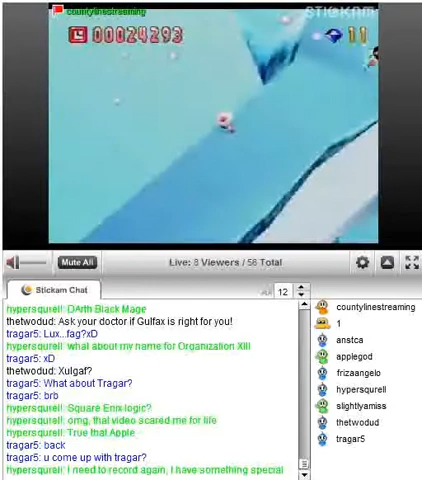 countylinestreaming
STICKAM
00024293
11
Mute All
Live: 8 Viewers / 56 Total
Stickam Chat
12
hypersqurell: DArth Black Mage
thetwodud: Ask your doctor if Gulfax is right for you!
tragar5: Lux...fag?xD
hypersqurell: what about my name for Organization XIII
tragar5: xD
thetwodud: Xulgaf?
tragar5: What about Tragar?
tragar5: brb
hypersqurell: Square Enix logic?
hypersqurell: omg, that video scared me for life
hypersqurell: True that Apple
tragar5: back
tragar5: u come up with tragar?
hypersqurell: I need to record again, I have something special
countylinestreaming
1
anstca
applegod
frizaangelo
hypersqurell
slightlyamiss
thetwodud
tragar5